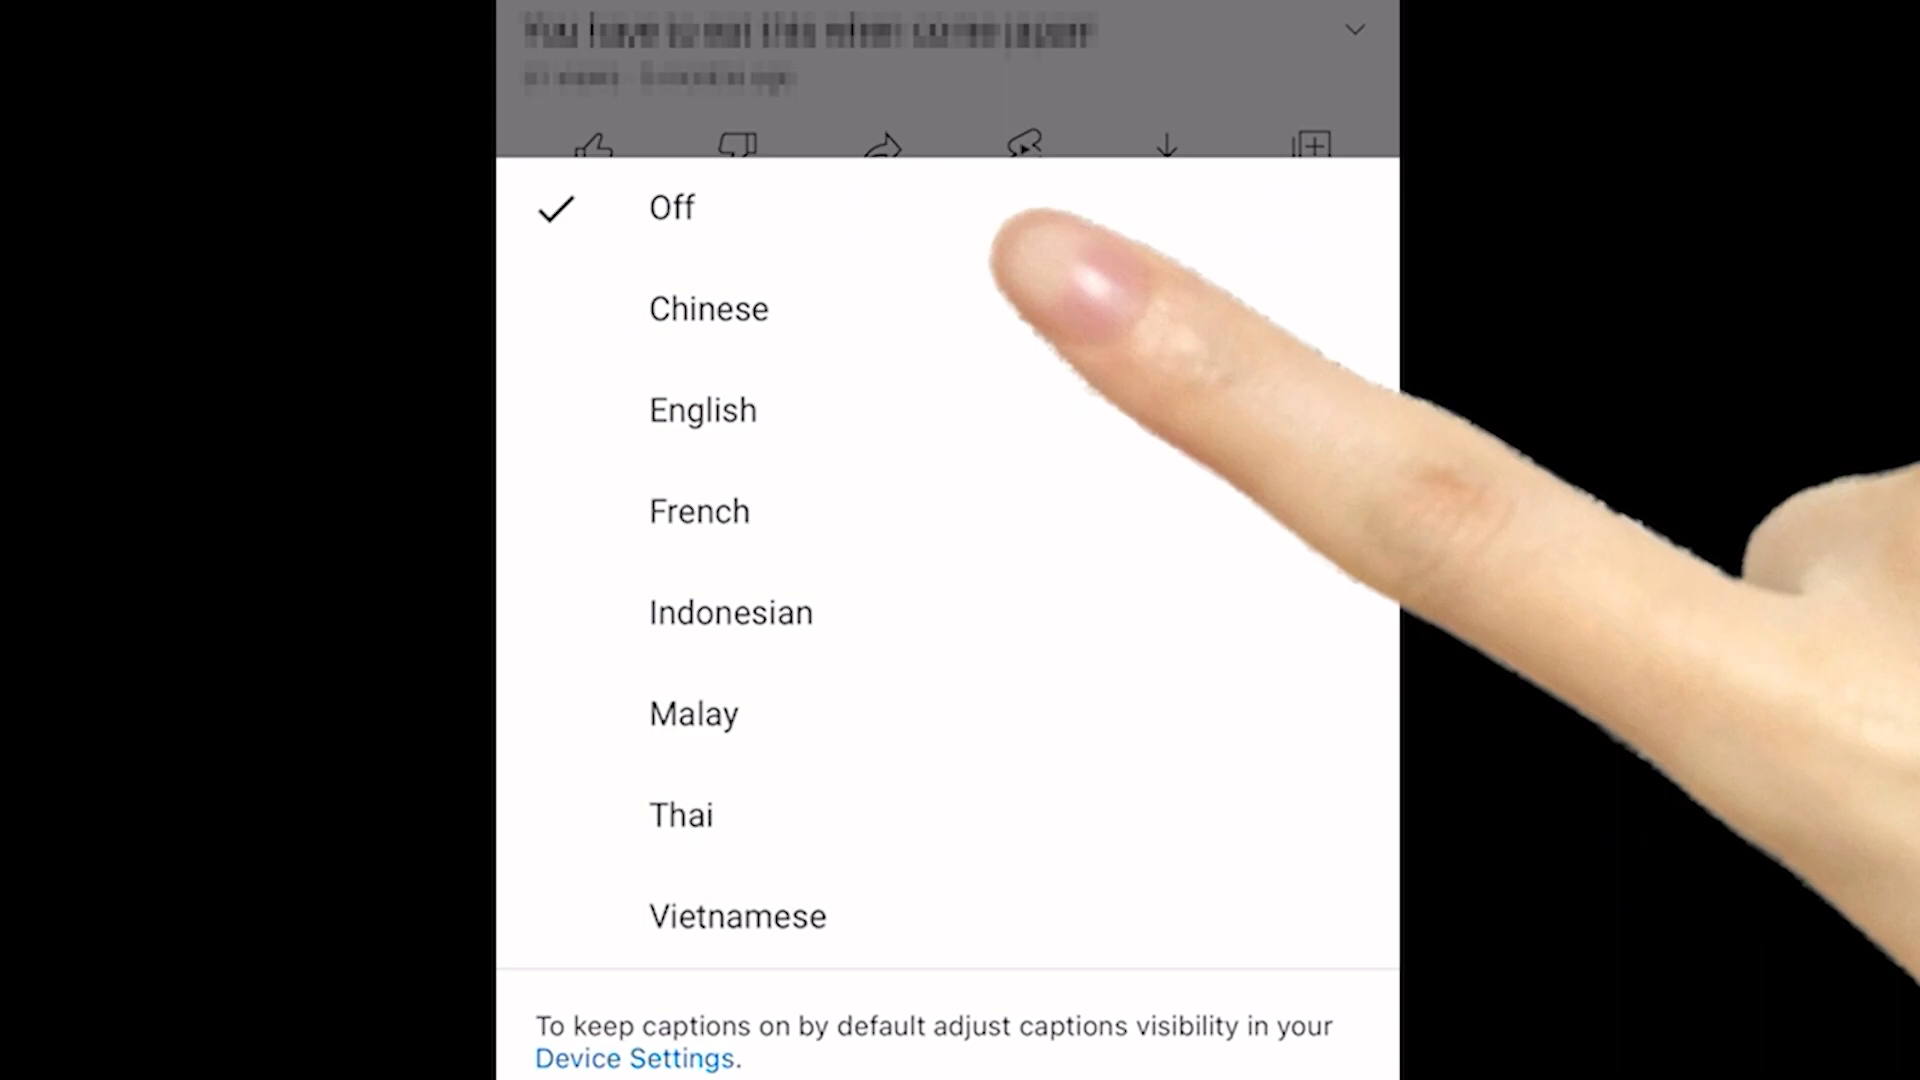 Off
Chinese
English
French
Indonesian
Malay
Thai
Vietnamese
To keep captions on by default adjust captions visibility in your
Device Settings.